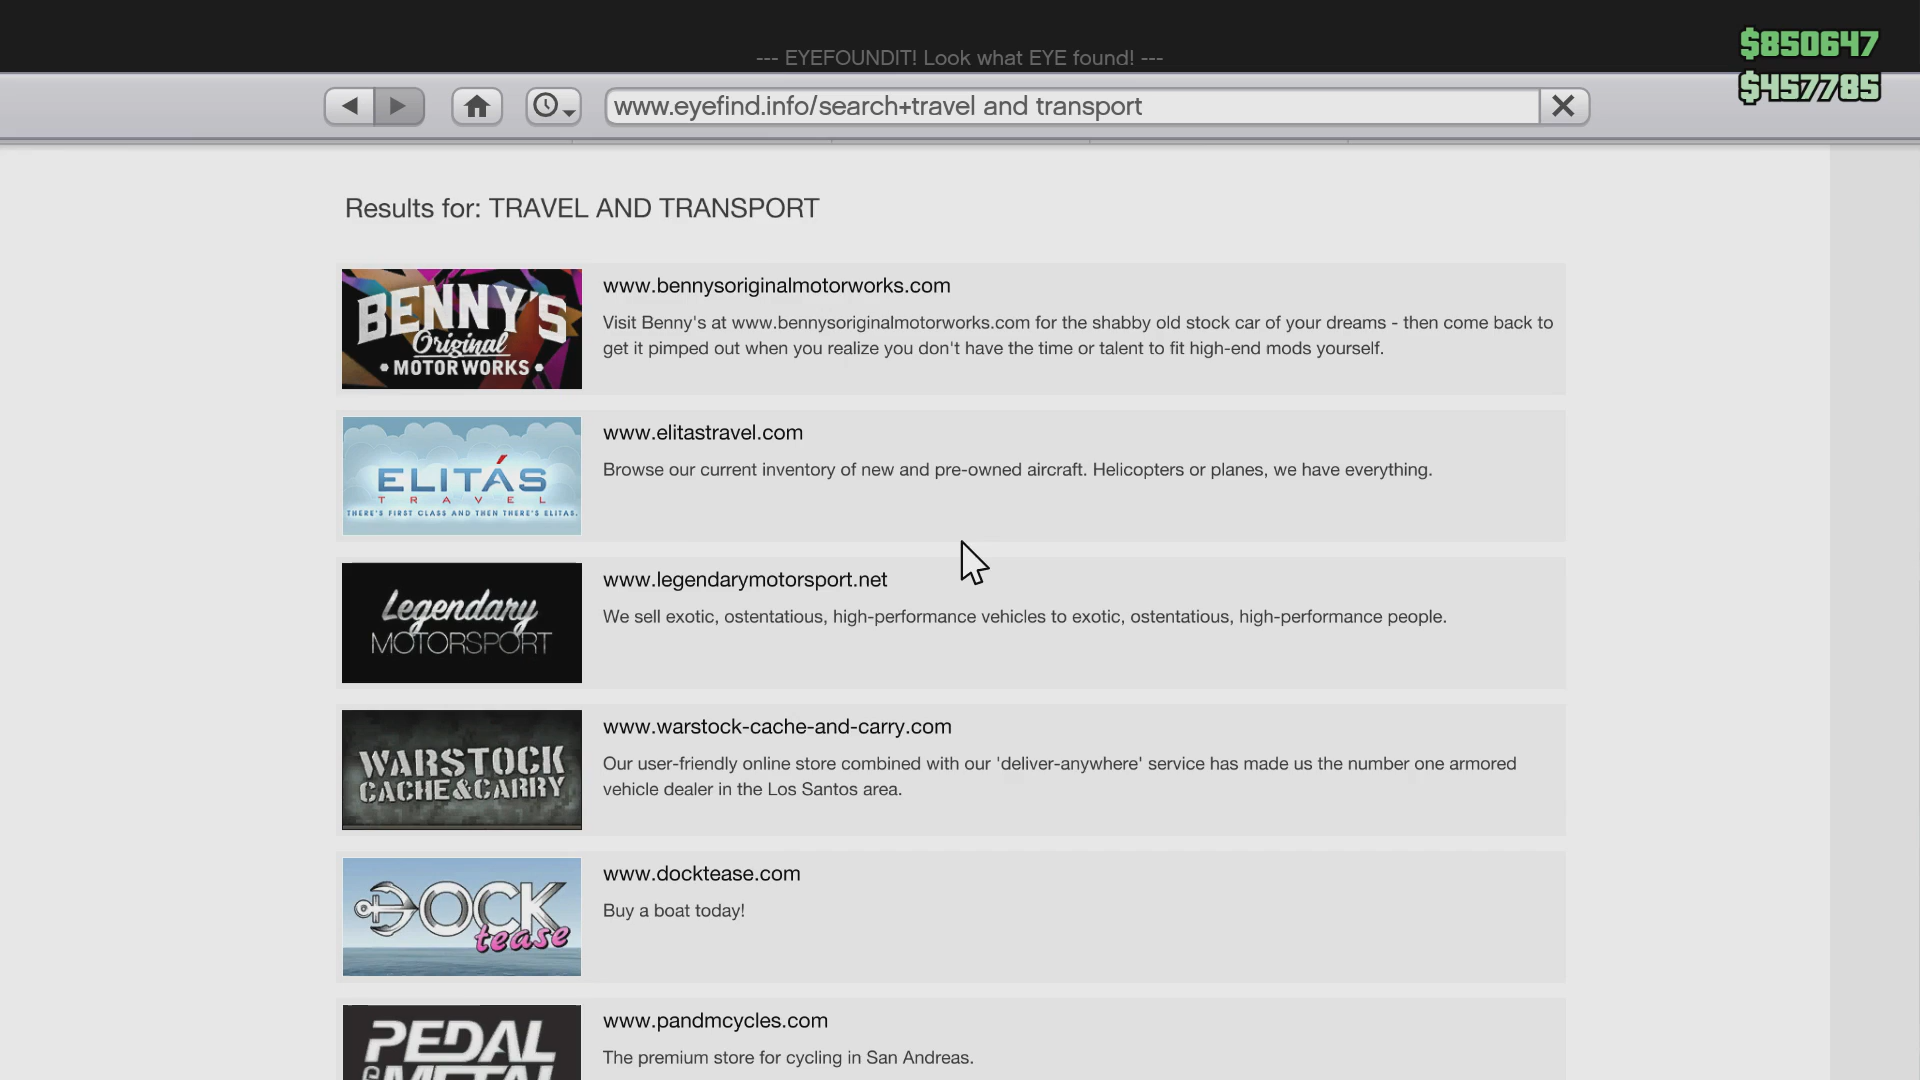 --- EYEFOUNDIT! Look what EYE found! ---
$850647
$457785
www.eyefind.info/search+travel and transport
Results for: TRAVEL AND TRANSPORT
BENNY'S
Original
• MOTORWORKS •
www.bennysoriginalmotorworks.com
Visit Benny's at www.bennysoriginalmotorworks.com for the shabby old stock car of your dreams - then come back to
get it pimped out when you realize you don't have the time or talent to fit high-end mods yourself.
ELITÁS
TRAVEL
THERE'S FIRST CLASS AND THEN THERE'S ELITAS.
www.elitastravel.com
Browse our current inventory of new and pre-owned aircraft. Helicopters or planes, we have everything.
Legendary
MOTORSPORT
www.legendarymotorsport.net
We sell exotic, ostentatious, high-performance vehicles to exotic, ostentatious, high-performance people.
WARSTOCK
CACHE&CARRY
www.warstock-cache-and-carry.com
Our user-friendly online store combined with our 'deliver-anywhere' service has made us the number one armored
vehicle dealer in the Los Santos area.
DOCK
tease
www.docktease.com
Buy a boat today!
PEDAL
METAL
www.pandmcycles.com
The premium store for cycling in San Andreas.